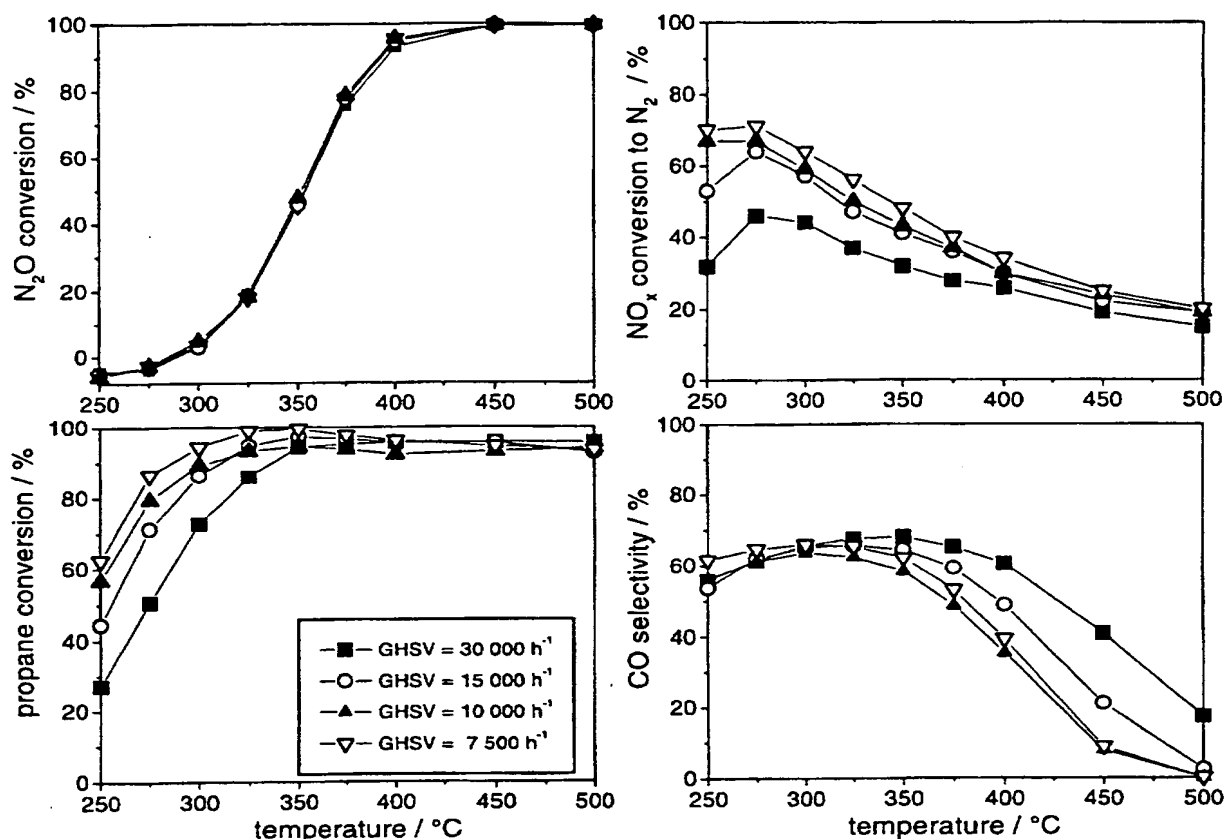 N₂O conversion / %
100
80
60
40
20
0
250 300 350 400 450 500
NOₓ conversion to N₂ / %
100
80
60
40
20
0
250 300 350 400 450 500
propane conversion / %
100
80
60
40
20
0
250 300 350 400 450 500
temperature / °C
GHSV = 30 000 h⁻¹
GHSV = 15 000 h⁻¹
GHSV = 10 000 h⁻¹
GHSV = 7 500 h⁻¹
CO selectivity / %
100
80
60
40
20
0
250 300 350 400 450 500
temperature / °C